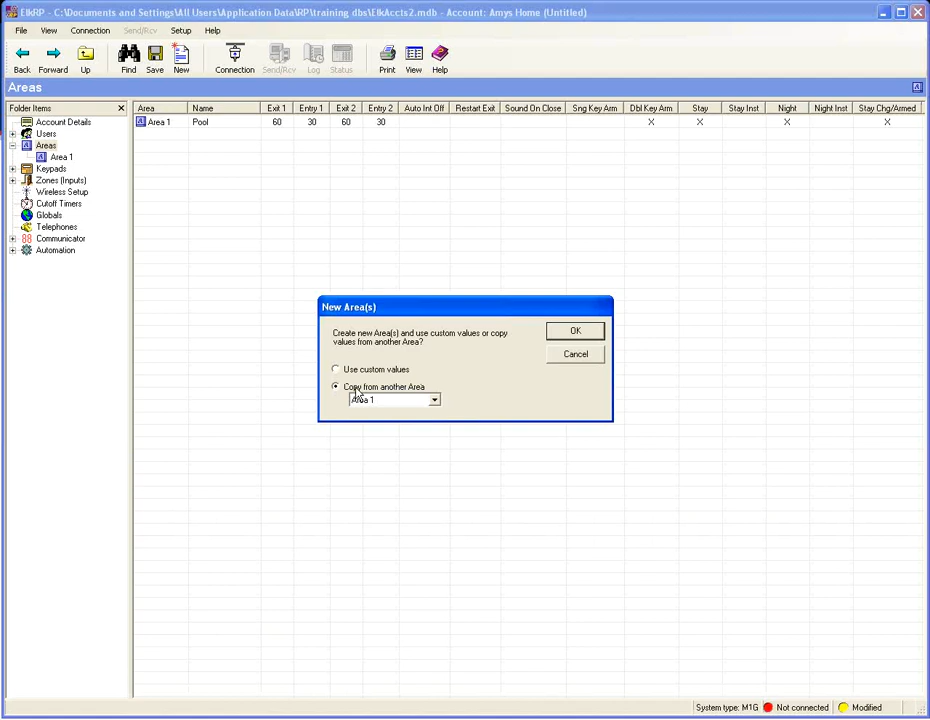 ElkRP - C:\Documents and Settings\All Users\Application Data\RP\training dbs\ElkAccts2.mdb - Account: Amys Home (Untitled)
File View Connection Send/Rcv Setup Help
Back Forward Up Find Save New Connection Send/Rcv Log Status Print View Help
Areas
Folder Items
Account Details
Users
Areas
Area 1
Keypads
Zones (Inputs)
Wireless Setup
Cutoff Timers
Globals
Telephones
Communicator
Automation
Area Name Exit 1 Entry 1 Exit 2 Entry 2 Auto Int Off Restart Exit Sound On Close Sng Key Arm Dbl Key Arm Stay Stay Inst Night Night Inst Stay Chg/Armed
Area 1 Pool 60 30 60 30 X X X X
New Area(s)
Create new Area(s) and use custom values or copy
values from another Area?
Use custom values
Copy from another Area
Area 1
OK
Cancel
System type: M1G Not connected Modified